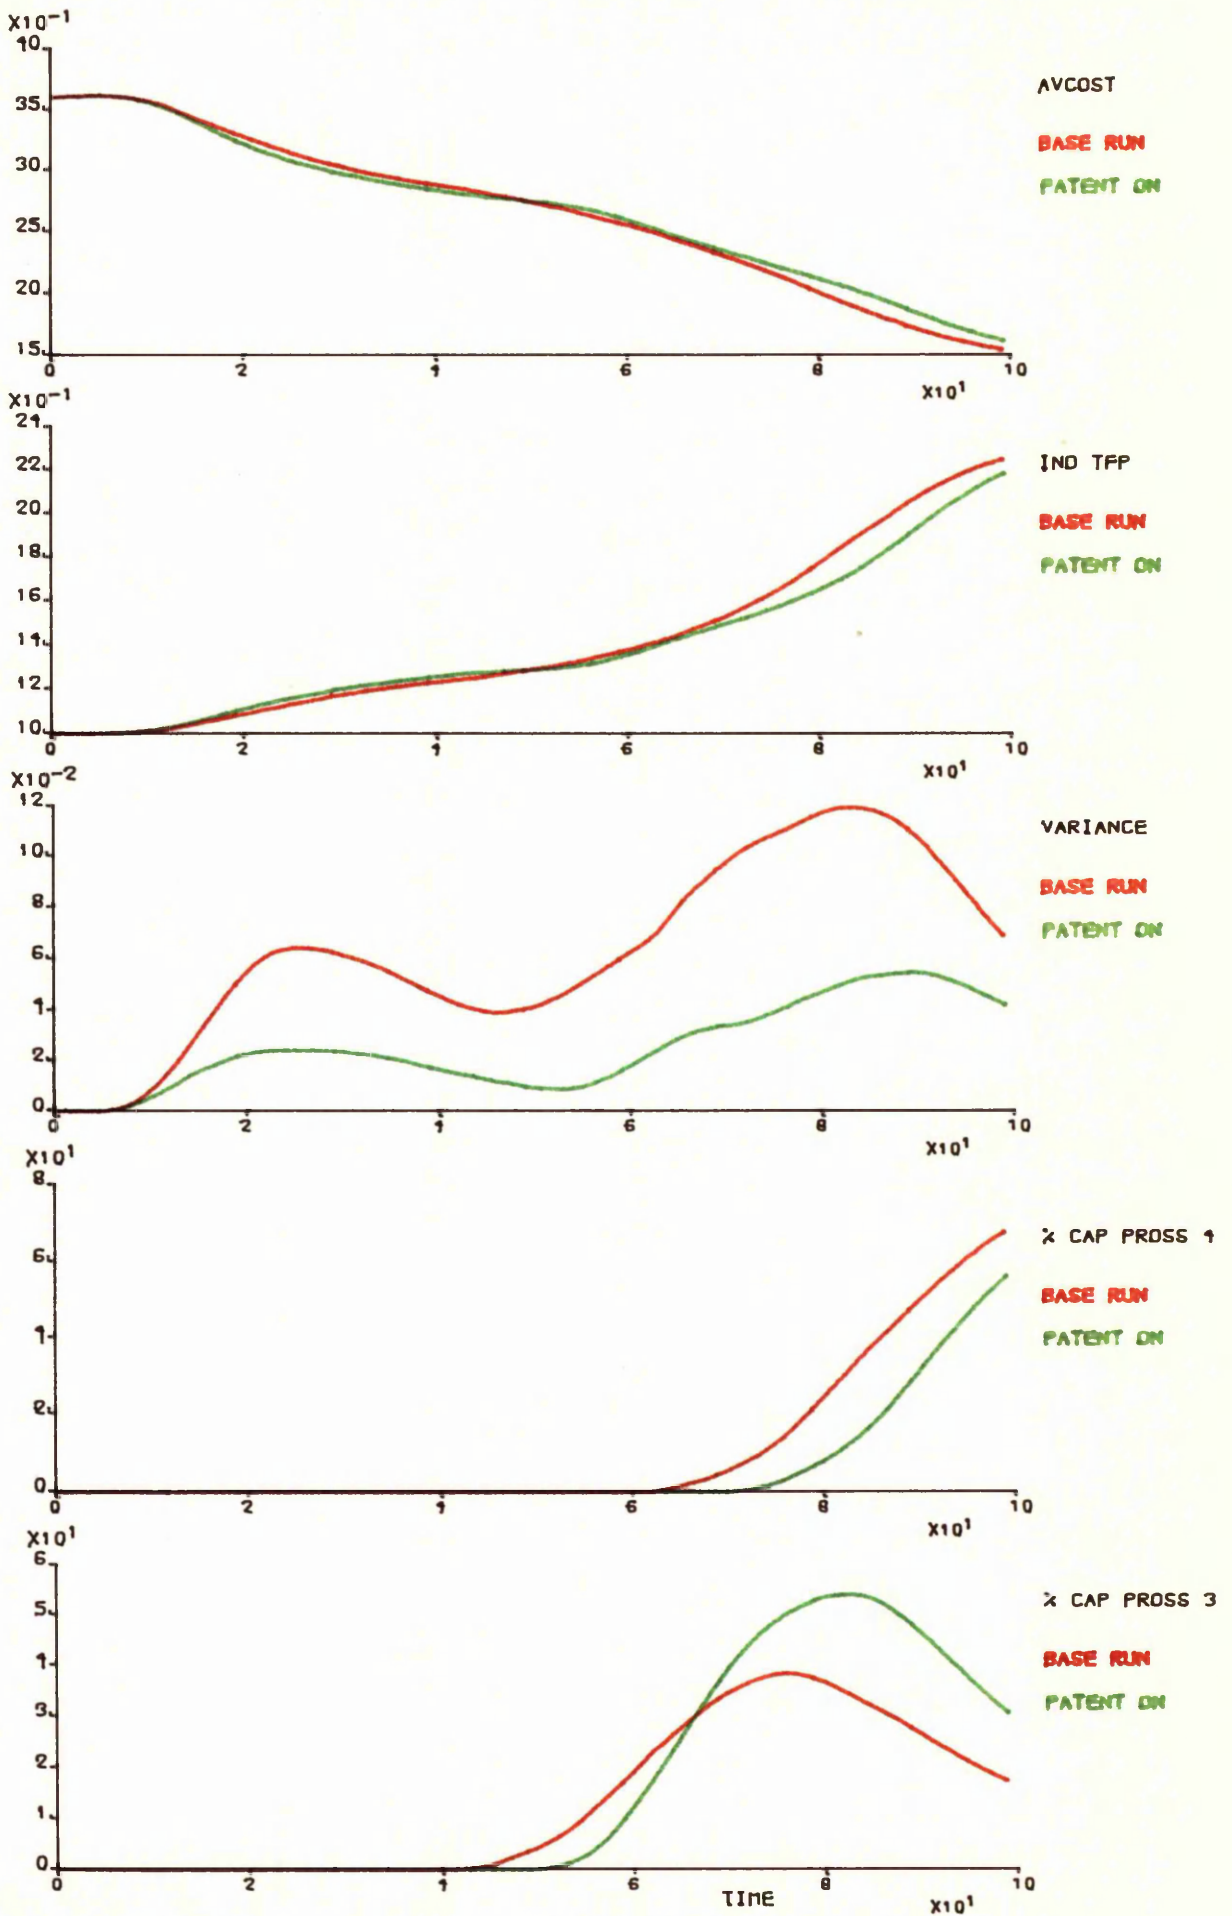 X10⁻¹
40
35
30
25
20
15
0 2 4 6 8 10
X10¹
AVCOST
BASE RUN
PATENT ON
X10⁻¹
24
22
20
18
16
14
12
10
0 2 4 6 8 10
X10¹
IND TFP
BASE RUN
PATENT ON
X10⁻²
12
10
8
6
4
2
0
0 2 4 6 8 10
X10¹
VARIANCE
BASE RUN
PATENT ON
X10¹
8
6
4
2
0
0 2 4 6 8 10
X10¹
% CAP PROSS 4
BASE RUN
PATENT ON
X10¹
6
5
4
3
2
1
0
0 2 4 6 8 10
TIME
X10¹
% CAP PROSS 3
BASE RUN
PATENT ON